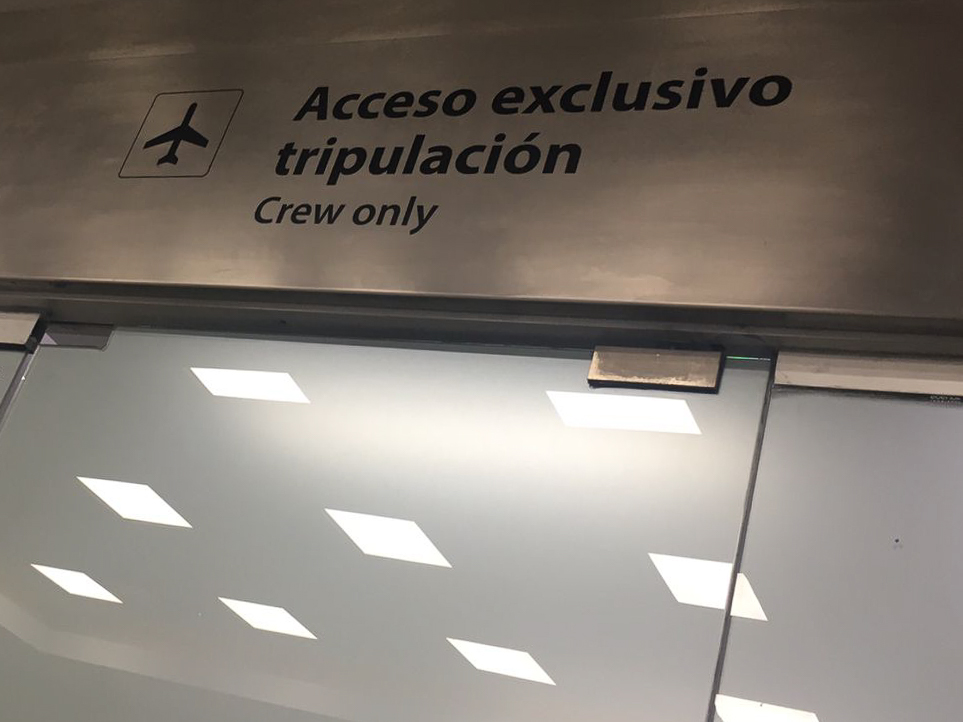 Acceso exclusivo
tripulación
Crew only